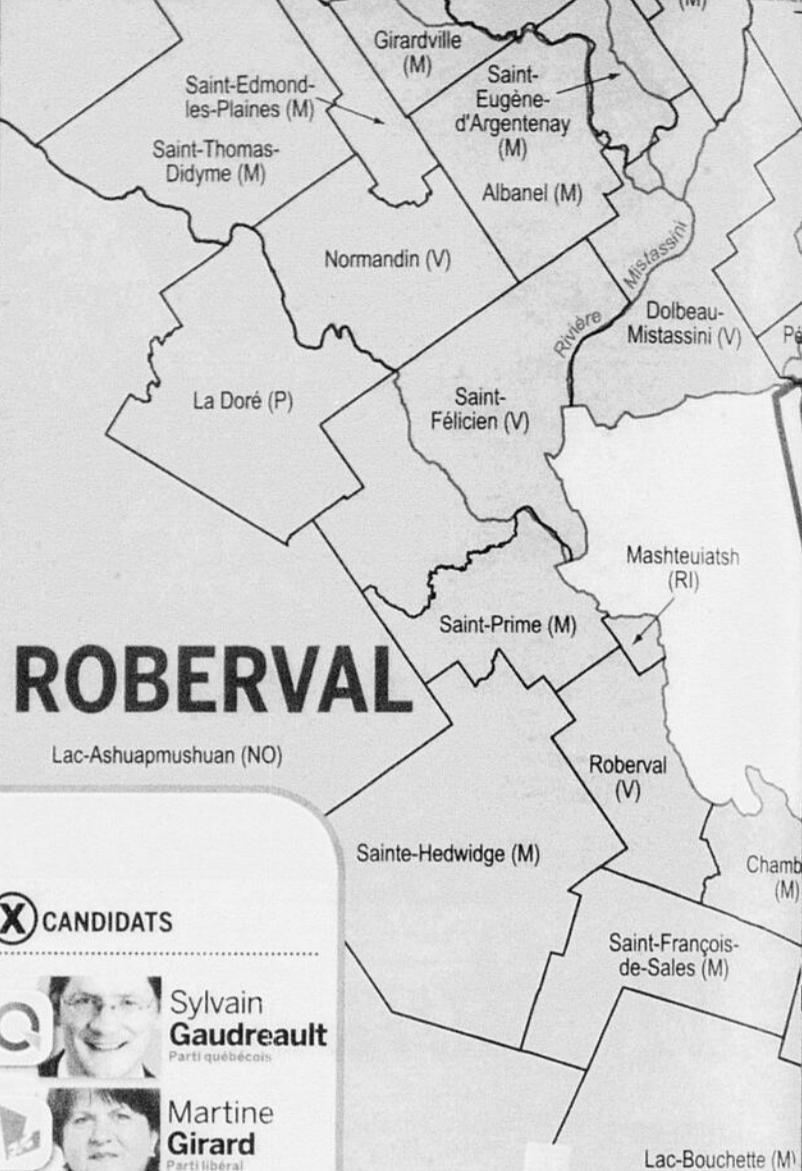 (M)
Girardville
(M)
Saint-
Eugène-
d'Argentenay
(M)
Saint-Edmond-
les-Plaines (M)
Saint-Thomas-
Didyme (M)
Albanel (M)
Normandin (V)
Rivière Mistassini
Dolbeau-
Mistassini (V)
Pé
La Doré (P)
Saint-
Félicien (V)
Mashteuiatsh
(RI)
Saint-Prime (M)
ROBERVAL
Lac-Ashuapmushuan (NO)
Roberval
(V)
Sainte-Hedwidge (M)
Chamb
(M)
Saint-François-
de-Sales (M)
X CANDIDATS
Sylvain
Gaudreault
Parti québécois
Martine
Girard
Parti libéral
Lac-Bouchette (M)